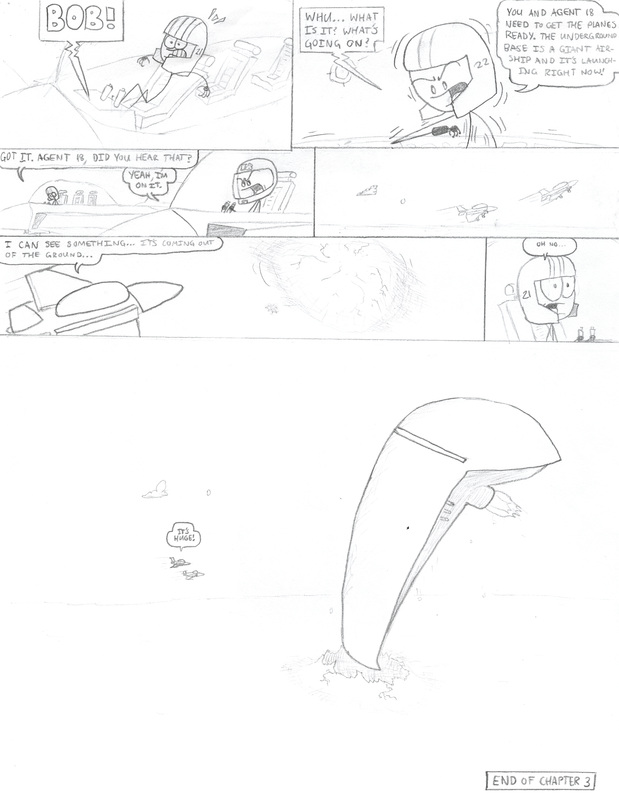 BOB!
21
WHU... WHAT
IS IT? WHAT'S
GOING ON?
YOU AND AGENT 18
NEED TO GET THE PLANES
READY. THE UNDERGROUND
BASE IS A GIANT AIR-
SHIP AND IT'S LAUNCH-
ING RIGHT NOW!
22
GOT IT. AGENT 18, DID YOU HEAR THAT?
YEAH, I'M
ON IT.
I CAN SEE SOMETHING... ITS COMING OUT
OF THE GROUND...
OH NO...
21
IT'S
HUGE!
END OF CHAPTER 3